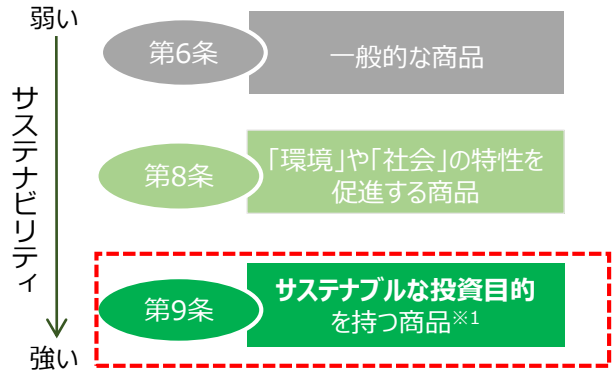 弱い
第6条
一般的な商品
サステナビリティ
第8条
「環境」や「社会」の特性を
促進する商品
第9条
サステナブルな投資目的
を持つ商品※1
強い